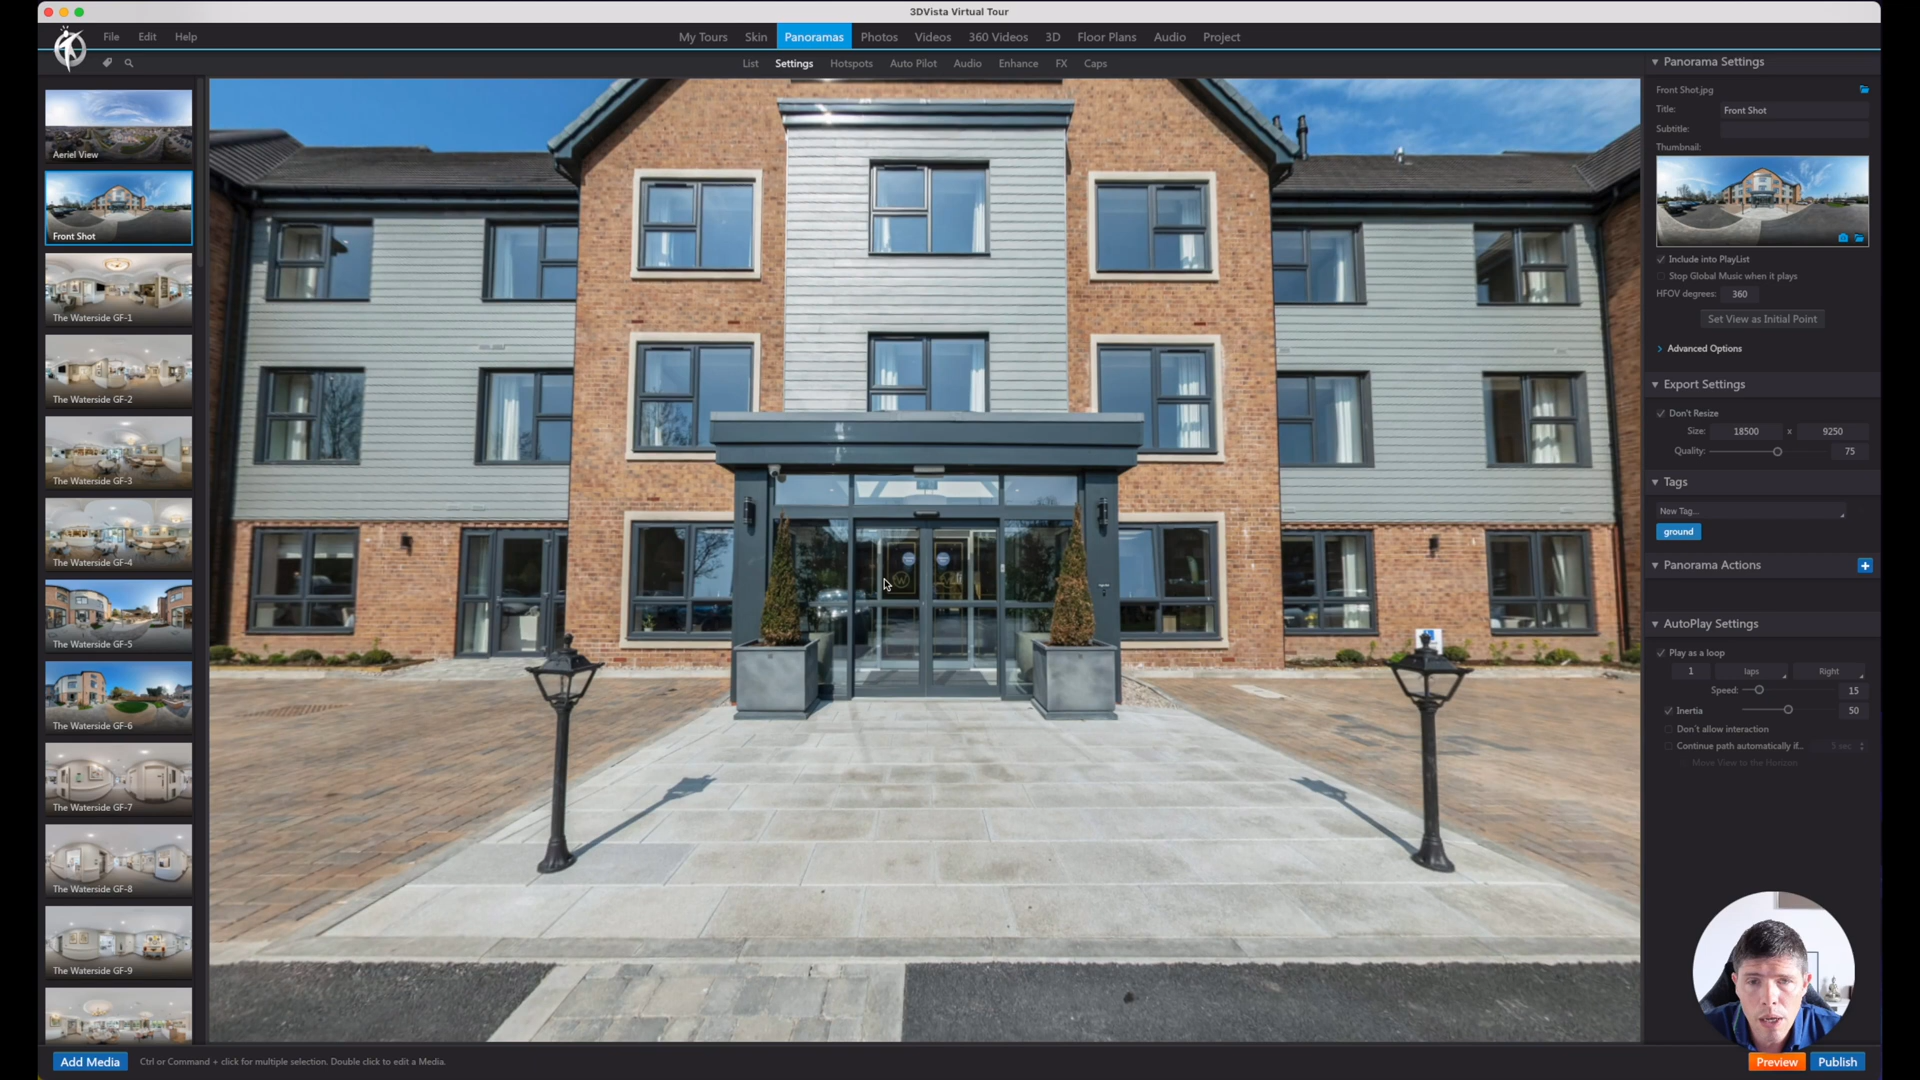 3DVista Virtual Tour
File Edit Help
My Tours Skin Panoramas Photos Videos 360 Videos 3D Floor Plans Audio Project
List Settings Hotspots Auto Pilot Audio Enhance FX Caps
Aeriel View
Front Shot
The Waterside GF-1
The Waterside GF-2
The Waterside GF-3
The Waterside GF-4
The Waterside GF-5
The Waterside GF-6
The Waterside GF-7
The Waterside GF-8
The Waterside GF-9
Panorama Settings
Front Shot.jpg
Title: Front Shot
Subtitle:
Thumbnail:
Include into PlayList
Stop Global Music when it plays
HFOV degrees: 360
Set View as Initial Point
Advanced Options
Export Settings
Don't Resize
Size: 18500 x 9250
Quality: 75
Tags
New Tag...
ground
Panorama Actions
+
AutoPlay Settings
Play as a loop
1 laps Right
Speed: 15
Inertia 50
Don't allow interaction
Continue path automatically if... 5 sec
Move View to the Horizon
Add Media Ctrl or Command + click for multiple selection. Double click to edit a Media.
Preview Publish